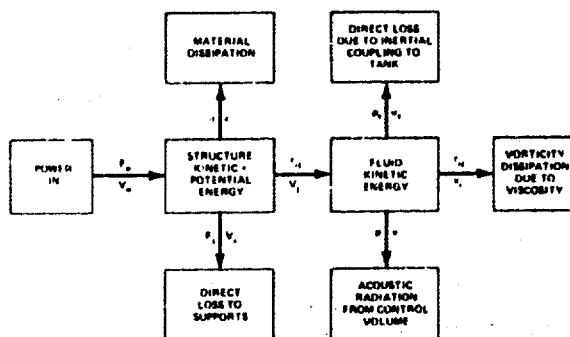 MATERIAL
DISSIPATION
DIRECT LOSS
DUE TO INERTIAL
COUPLING TO
TANK
POWER
IN
STRUCTURE
KINETIC +
POTENTIAL
ENERGY
FLUID
KINETIC
ENERGY
VORTICITY
DISSIPATION
DUE TO
VISCOSITY
DIRECT
LOSS TO
SUPPORTS
ACOUSTIC
RADIATION
FROM CONTROL
VOLUME